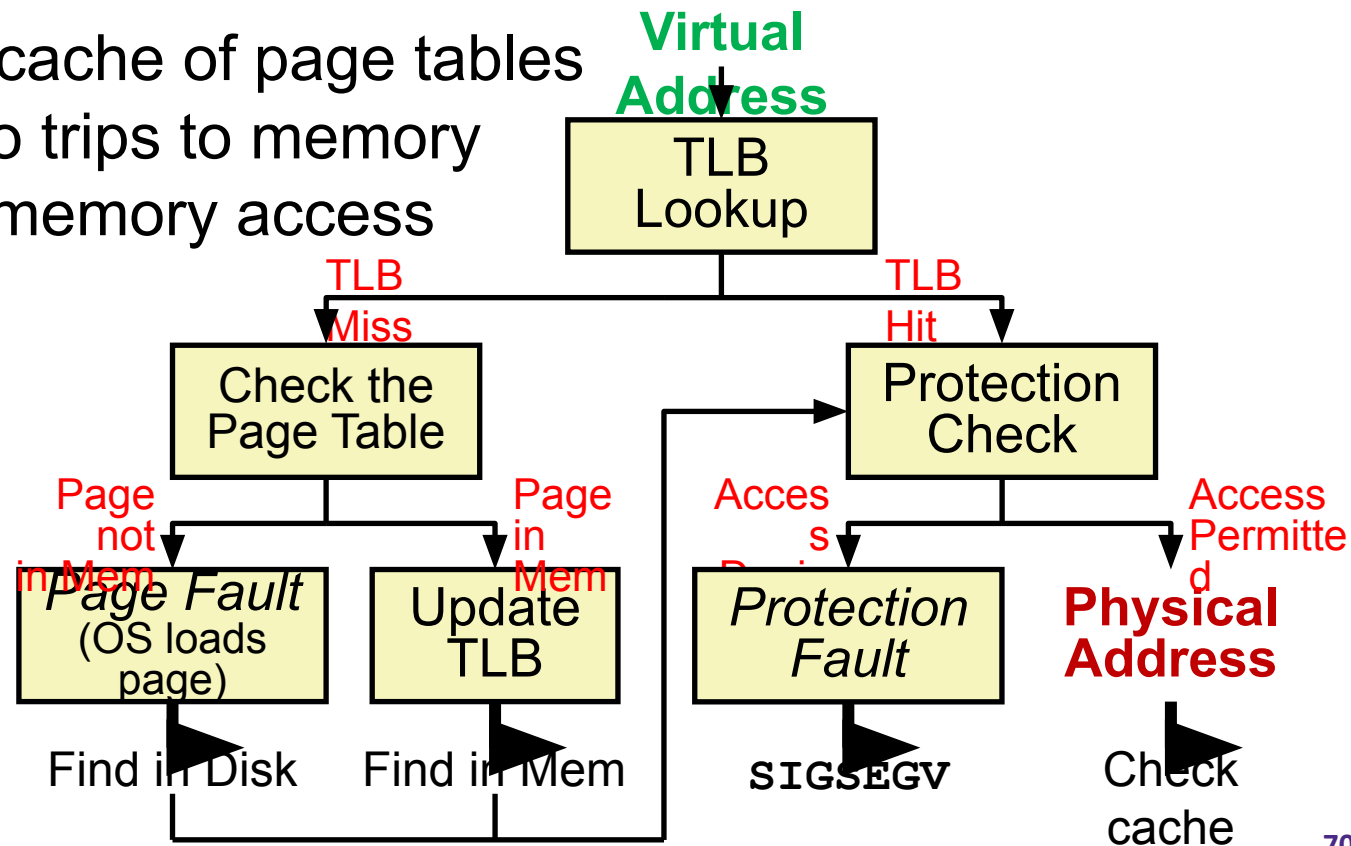 cache of page tables
o trips to memory
memory access
Virtual
Address
TLB
Lookup
TLB
Miss
TLB
Hit
Check the
Page Table
Protection
Check
Page
not
in Mem
Page
in
Mem
Acces
s
Access
Permitte
d
Page Fault
(OS loads
page)
Update
TLB
Protection
Fault
Physical
Address
Find in Disk
Find in Mem
SIGSEGV
Check
cache